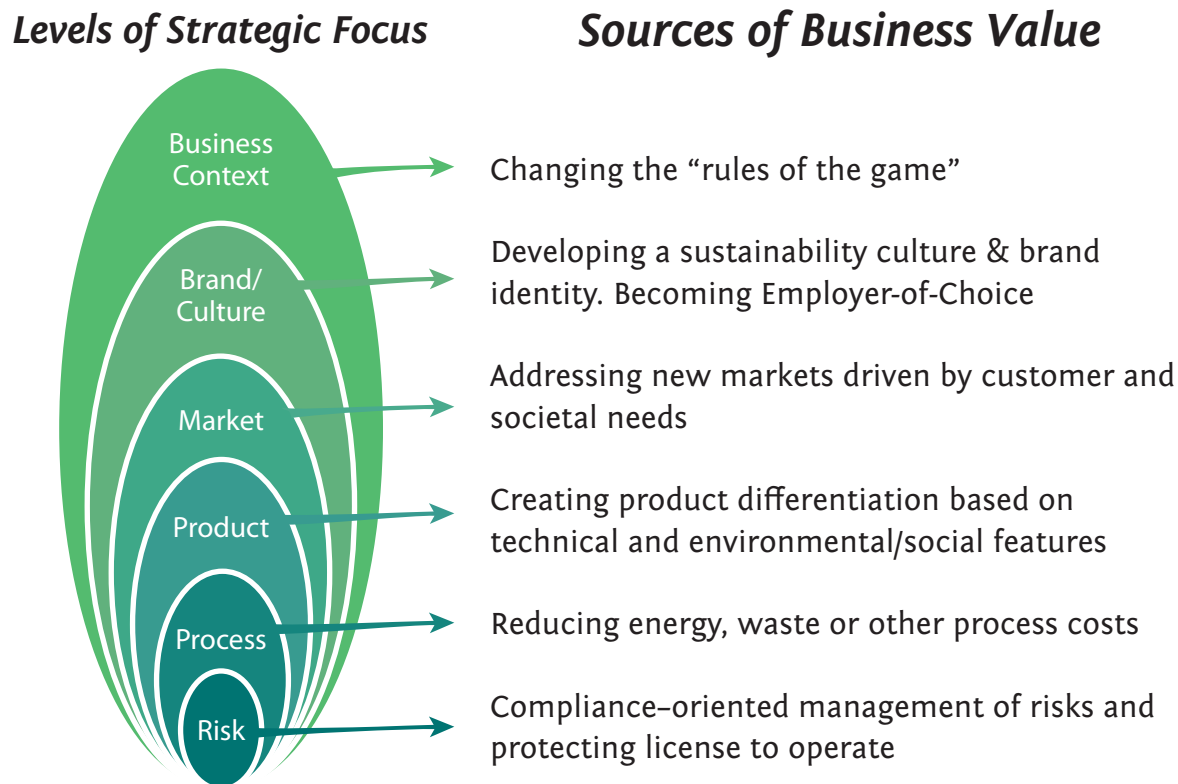 Levels of Strategic Focus
Sources of Business Value
Business
Context
Changing the “rules of the game”
Brand/
Culture
Developing a sustainability culture & brand
identity. Becoming Employer-of-Choice
Market
Addressing new markets driven by customer and
societal needs
Product
Creating product differentiation based on
technical and environmental/social features
Process
Reducing energy, waste or other process costs
Risk
Compliance–oriented management of risks and
protecting license to operate